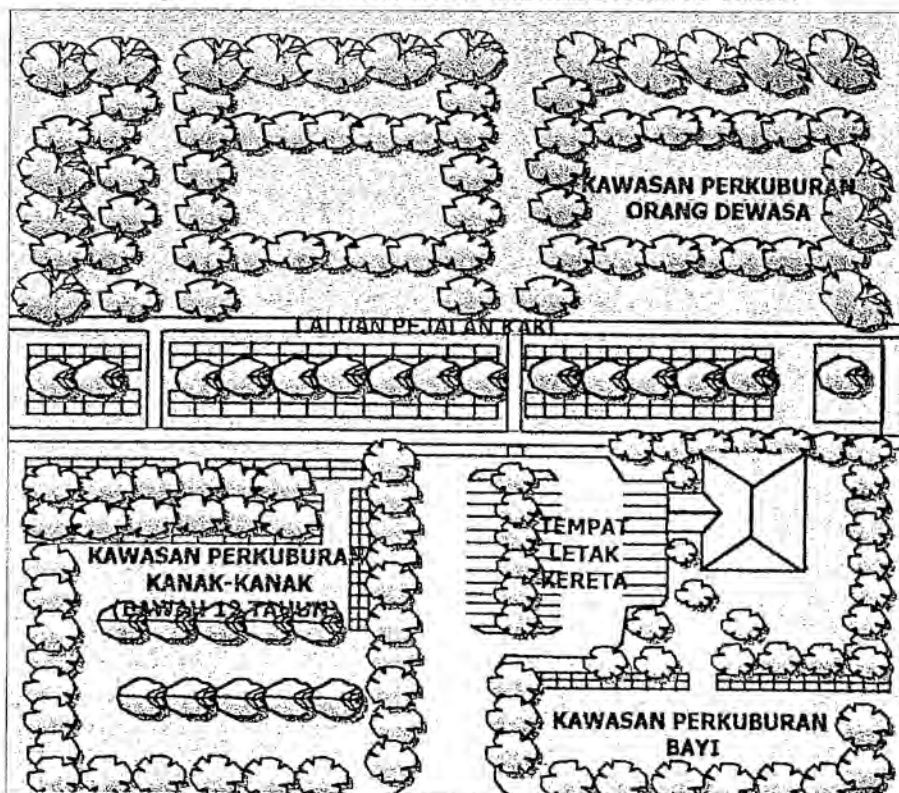 KAWASAN PERKUBURAN
ORANG DEWASA
LALUAN PEJALAN KAKI
TEMPAT
LETAK
KERETA
KAWASAN PERKUBURAN
KANAK-KANAK
(BAWAH 12 TAHUN)
KAWASAN PERKUBURAN
BAYI